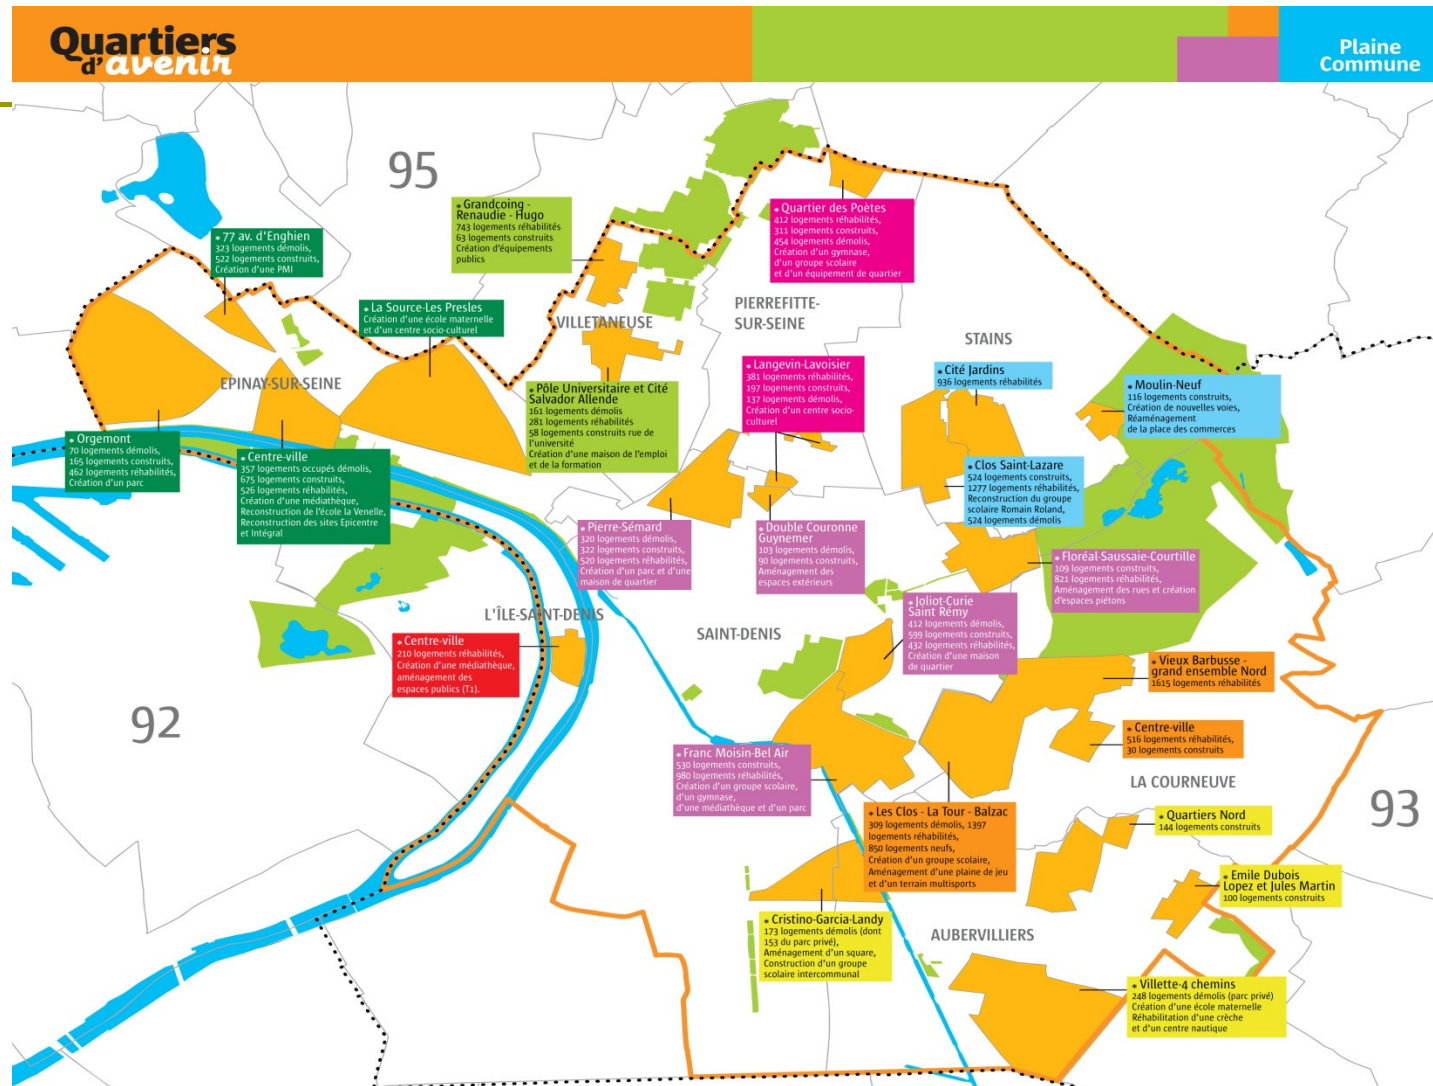 Quartiers
d'avenir
Plaine
Commune
95
* Grandcoing -
Renaudie - Hugo
743 logements réhabilités
63 logements construits
Création d'équipements
publics
* Quartier des Poètes
412 logements réhabilités,
311 logements construits,
454 logements démolis,
Création d'un gymnase,
d'un groupe scolaire
et d'un équipement de quartier
* 77 av. d'Enghien
323 logements démolis,
522 logements construits,
Création d'une PMI
* La Source-Les Presles
Création d'une école maternelle
et d'un centre socio-culturel
VILLETANEUSE
PIERREFITTE-
SUR-SEINE
STAINS
EPINAY-SUR-SEINE
* Langevin-Lavoisier
381 logements réhabilités,
197 logements construits,
137 logements démolis,
Création d'un centre socio-
culturel
* Cité Jardins
936 logements réhabilités
* Moulin-Neuf
116 logements construits,
Création de nouvelles voies,
Réaménagement
de la place des commerces
* Pôle Universitaire et Cité
Salvador Allende
161 logements démolis
281 logements réhabilités
58 logements construits rue de
l'université
Création d'une maison de l'emploi
et de la formation
* Orgemont
70 logements démolis,
165 logements construits,
462 logements réhabilités,
Création d'un parc
* Centre-ville
357 logements occupés démolis,
675 logements construits,
526 logements réhabilités,
Création d'une médiathèque,
Reconstruction de l'école la Venelle,
Reconstruction des sites Epicentre
et Intégral
* Clos Saint-Lazare
524 logements construits,
1277 logements réhabilités,
Reconstruction du groupe
scolaire Romain Roland,
524 logements démolis
* Pierre-Sémard
320 logements démolis,
322 logements construits,
520 logements réhabilités,
Création d'un parc et d'une
maison de quartier
* Double Couronne
Guynemer
103 logements démolis,
90 logements construits,
Aménagement des
espaces extérieurs
* Floréal-Saussaie-Courtille
109 logements construits,
821 logements réhabilités,
Aménagement des rues et création
d'espaces piétons
* Joliot-Curie
Saint Rémy
412 logements démolis,
599 logements construits,
432 logements réhabilités,
Création d'une maison
de quartier
L'ÎLE-SAINT-DENIS
SAINT-DENIS
* Centre-ville
210 logements réhabilités,
Création d'une médiathèque,
aménagement des
espaces publics (T1).
* Vieux Barbusse -
grand ensemble Nord
1615 logements réhabilités
92
* Centre-ville
516 logements réhabilités,
30 logements construits
* Franc Moisin-Bel Air
530 logements construits,
980 logements réhabilités,
Création d'un groupe scolaire,
d'un gymnase,
d'une médiathèque et d'un parc
LA COURNEUVE
93
* Les Clos - La Tour - Balzac
309 logements démolis, 1397
logements réhabilités,
850 logements neufs,
Création d'un groupe scolaire,
Aménagement d'une plaine de jeu
et d'un terrain multisports
* Quartiers Nord
144 logements construits
* Emile Dubois
Lopez et Jules Martin
100 logements construits
* Cristino-Garcia-Landy
173 logements démolis (dont
153 du parc privé),
Aménagement d'un square,
Construction d'un groupe
scolaire intercommunal
AUBERVILLIERS
* Villette-4 chemins
248 logements démolis (parc privé)
Création d'une école maternelle
Réhabilitation d'une crèche
et d'un centre nautique